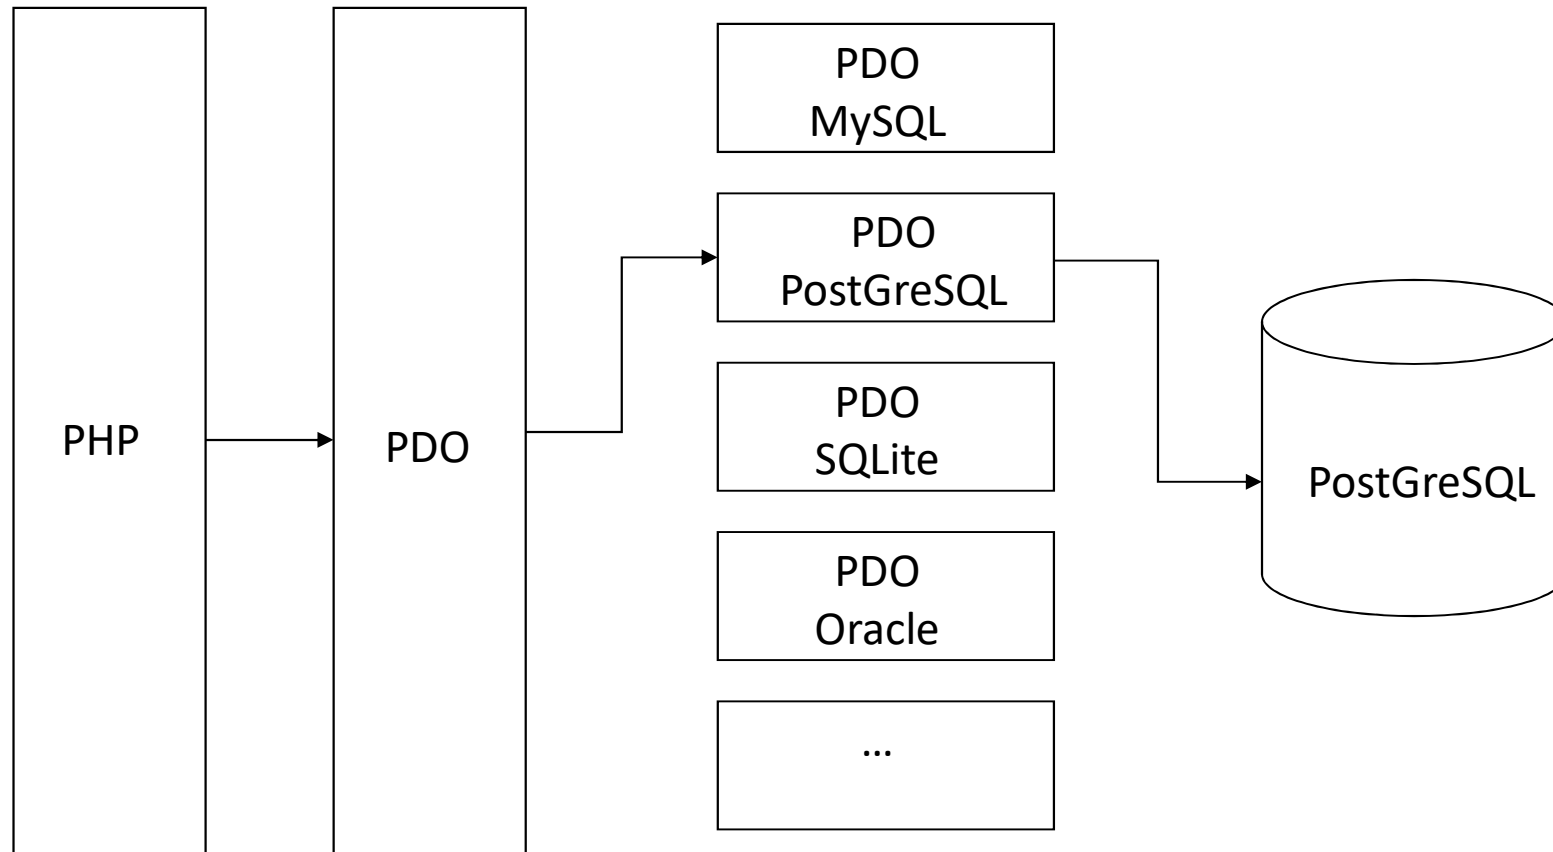 PHP
PDO
PDO
MySQL
PDO
PostGreSQL
PDO
SQLite
PDO
Oracle
...
PostGreSQL